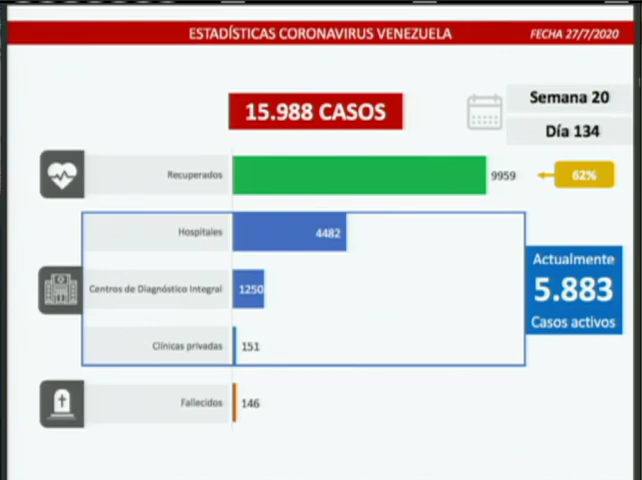 ESTADÍSTICAS CORONAVIRUS VENEZUELA
FECHA 27/7/2020
15.988 CASOS
Semana 20
Día 134
Recuperados
9959
62%
Hospitales
4482
Centros de Diagnóstico Integral
1250
Clínicas privadas
151
Actualmente
5.883
Casos activos
Fallecidos
146